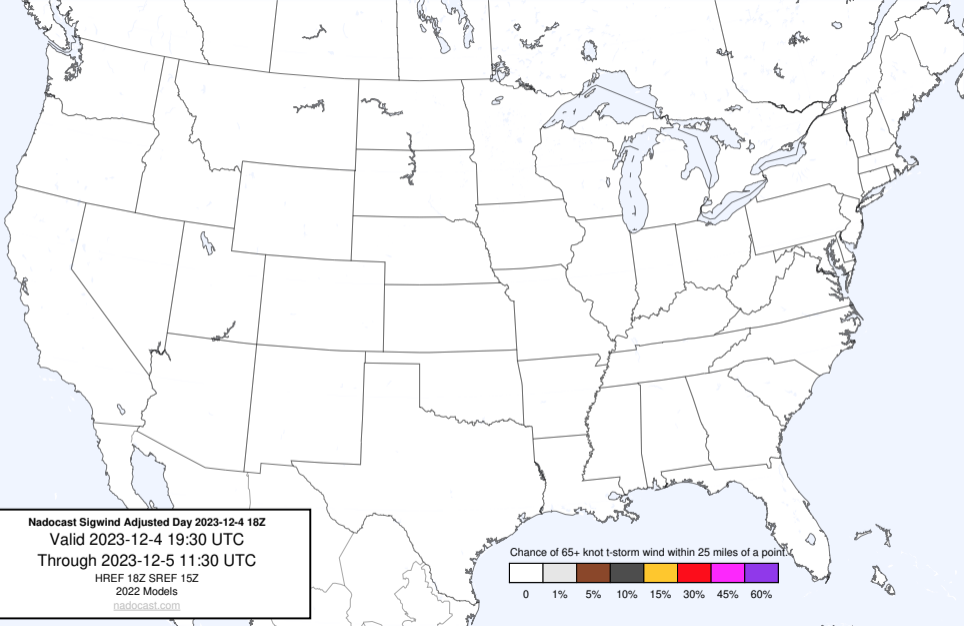 Nadocast Sigwind Adjusted Day 2023-12-4 18Z
Valid 2023-12-4 19:30 UTC
Through 2023-12-5 11:30 UTC
HREF 18Z SREF 15Z
2022 Models
nadocast.com
Chance of 65+ knot t-storm wind within 25 miles of a point.
0 1% 5% 10% 15% 30% 45% 60%